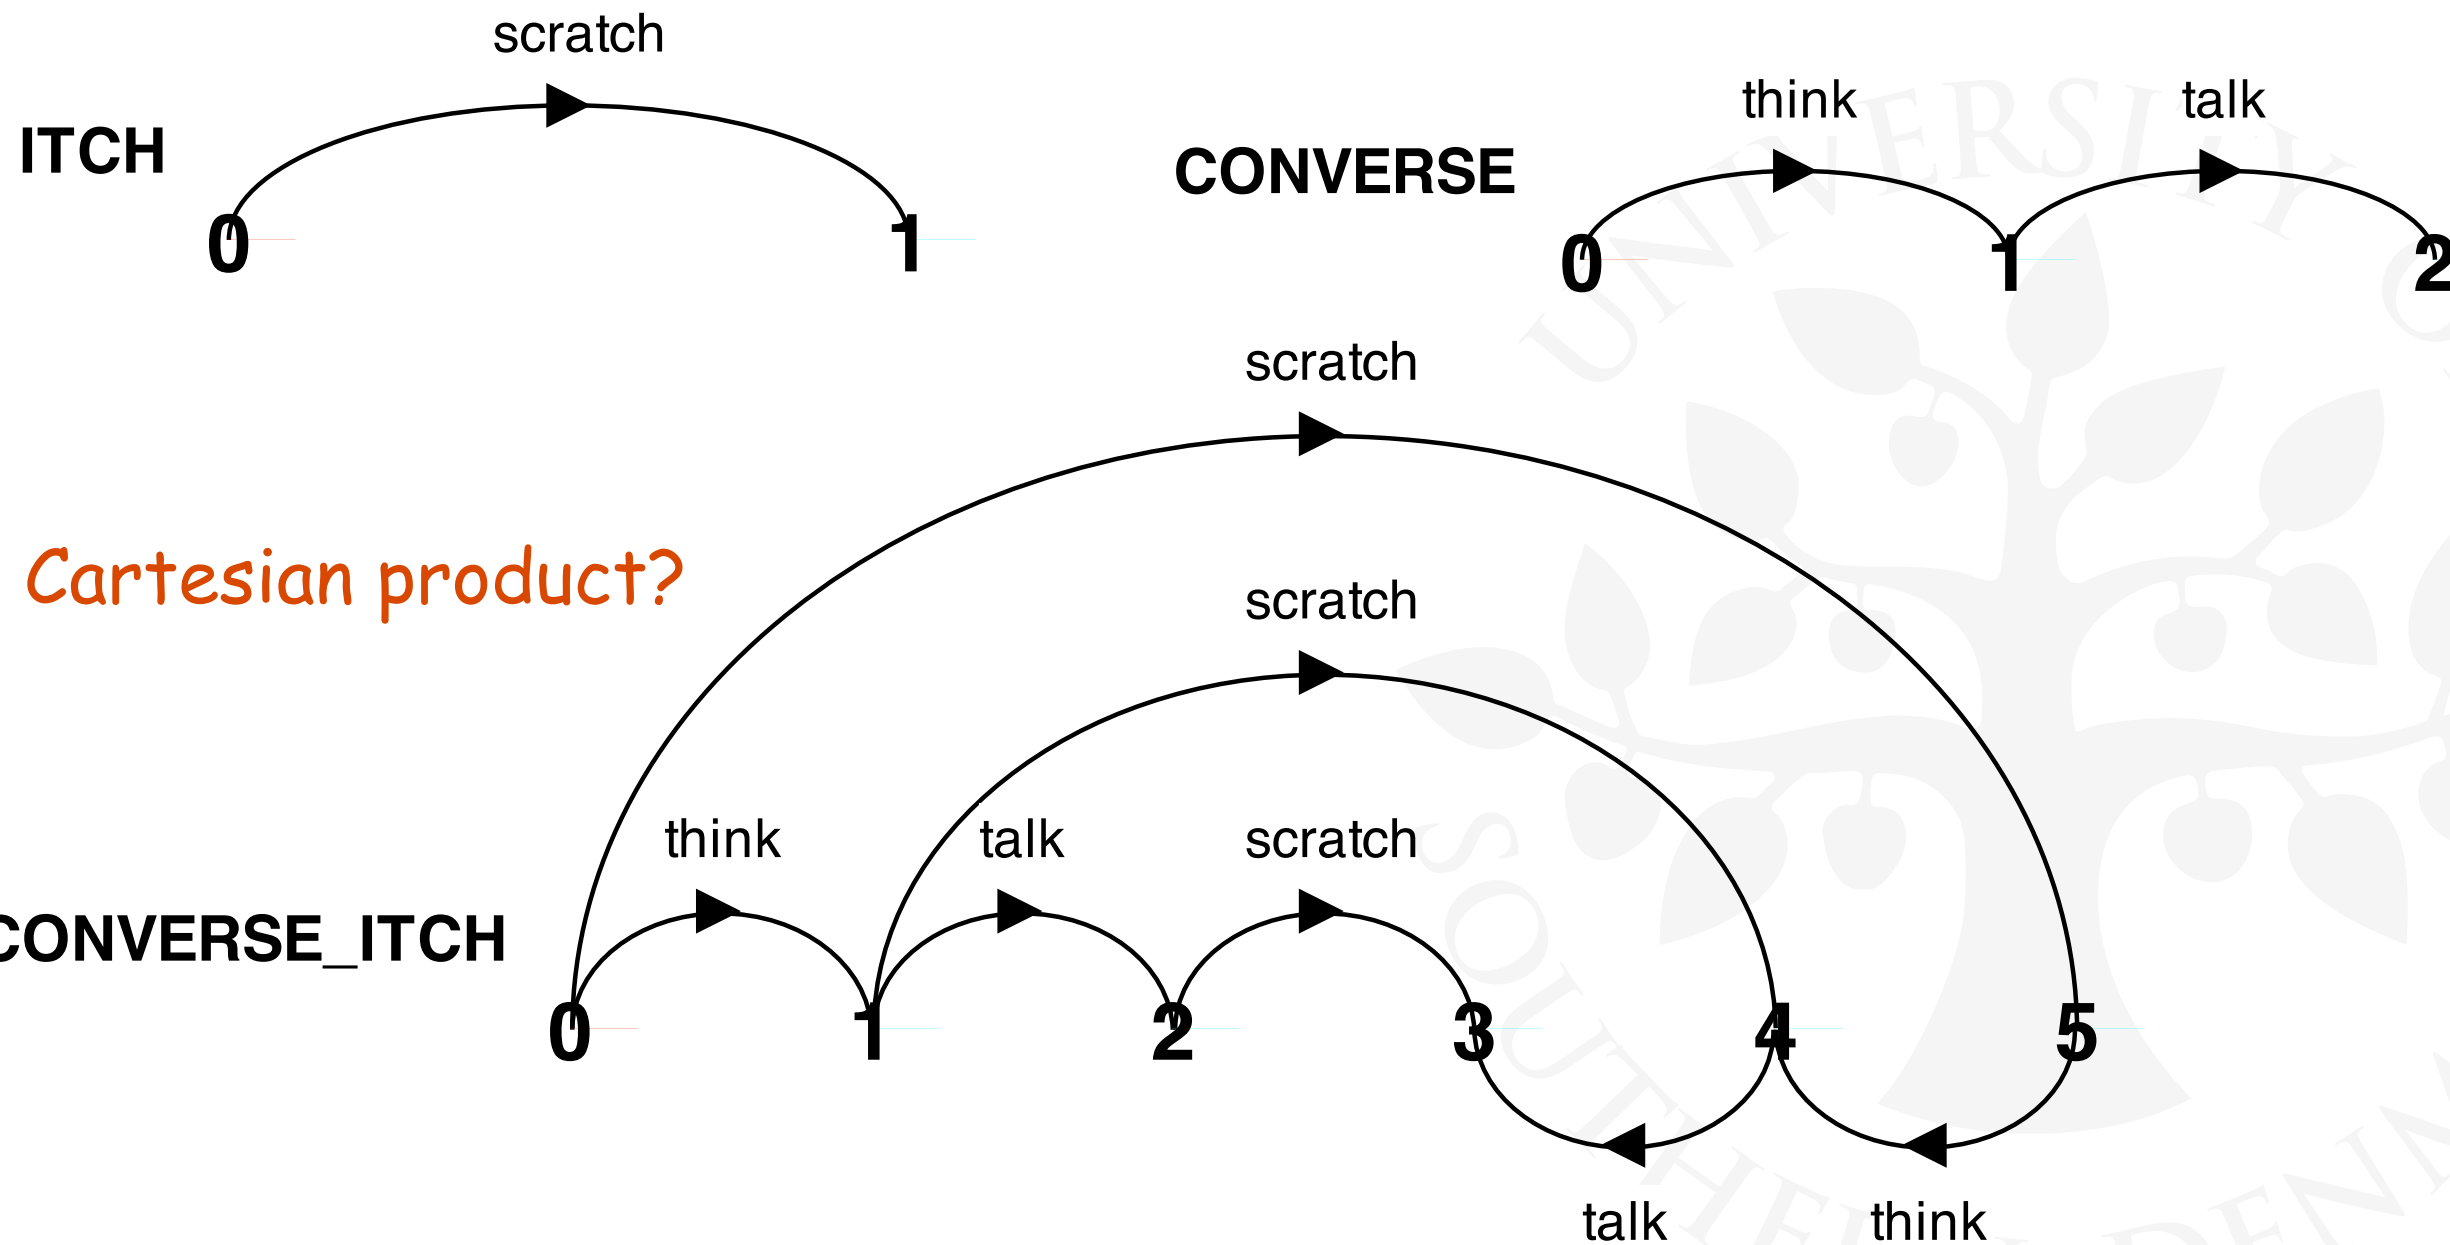 scratch
ITCH
0 1
think talk
CONVERSE
0 1 2
scratch
Cartesian product?
scratch
think talk scratch
CONVERSE_ITCH
0 1 2 3 4 5
talk think
UNIVERSITY